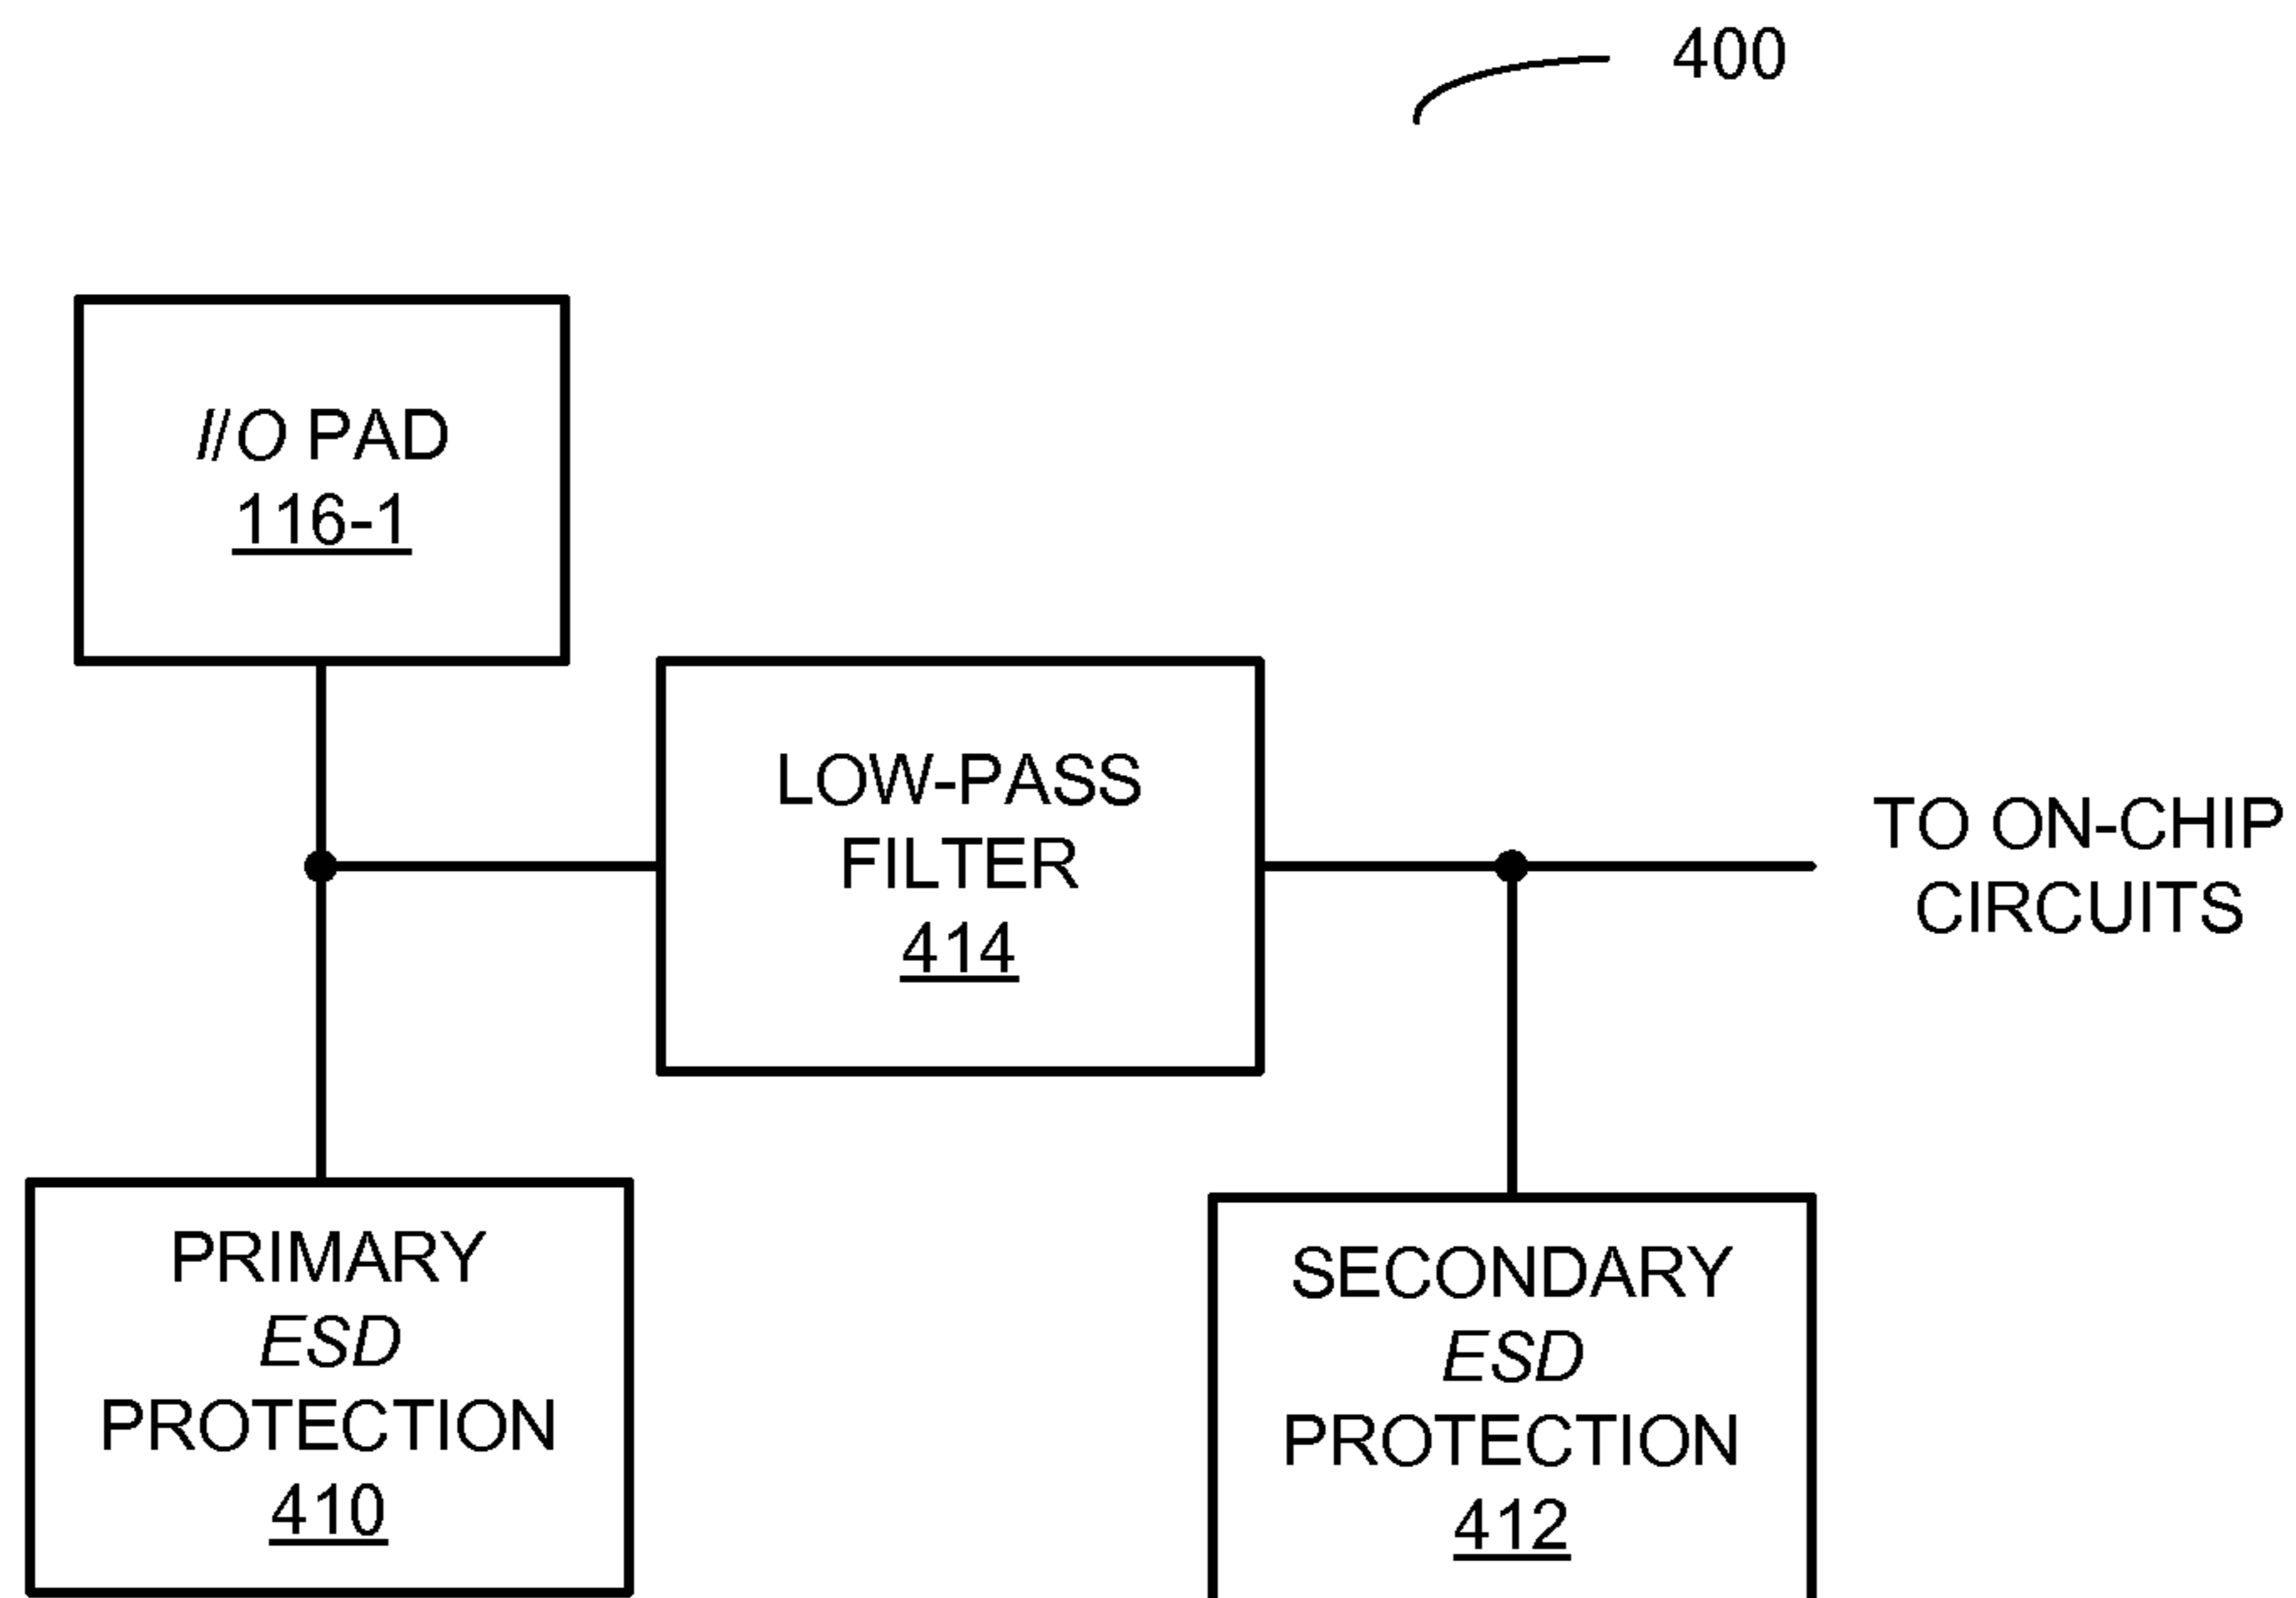 400
I/O PAD
116-1
LOW-PASS
FILTER
414
TO ON-CHIP
CIRCUITS
PRIMARY
ESD
PROTECTION
410
SECONDARY
ESD
PROTECTION
412